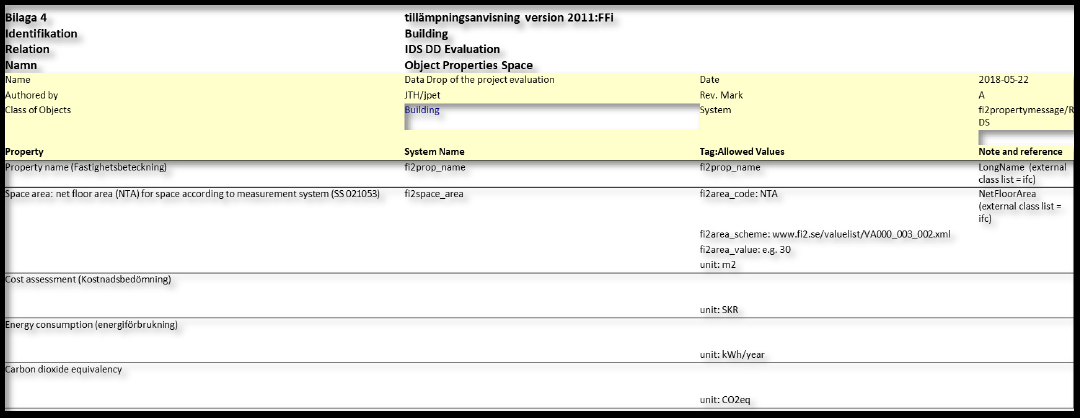 Bilaga 4 tillämpningsanvisning version 2011:FFi
Identifikation Building
Relation IDS DD Evaluation
Namn Object Properties Space
Name Data Drop of the project evaluation Date 2018-05-22
Authored by JTH/jpet Rev. Mark A
Class of Objects Building System fi2propertymessage/R
DS
Property System Name Tag:Allowed Values Note and reference
Property name (Fastighetsbeteckning) fi2prop_name fi2prop_name LongName (external
class list = ifc)
Space area: net floor area (NTA) for space according to measurement system (SS 021053) fi2space_area fi2area_code: NTA NetFloorArea
(external class list =
ifc)
fi2area_scheme: www.fi2.se/valuelist/VA000_003_002.xml
fi2area_value: e.g. 30
unit: m2
Cost assessment (Kostnadsbedömning)
unit: SKR
Energy consumption (energiförbrukning)
unit: kWh/year
Carbon dioxide equivalency
unit: CO2eq